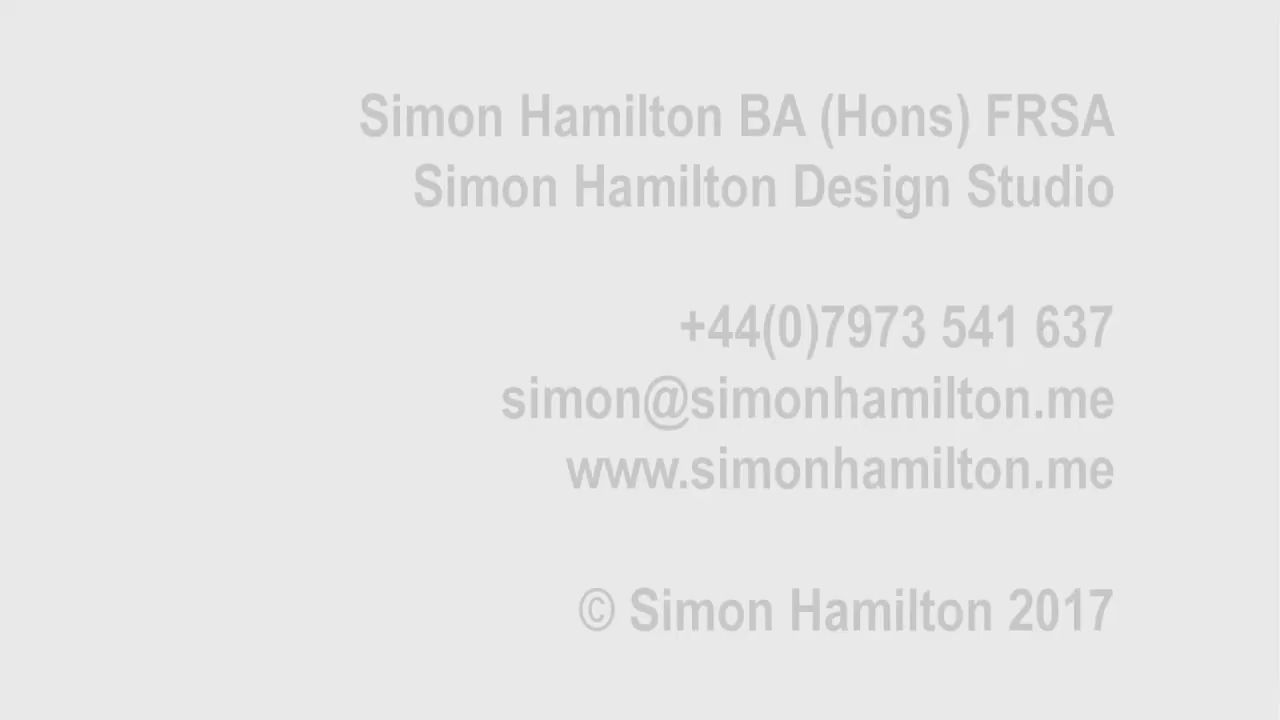 Simon Hamilton BA (Hons) FRSA
Simon Hamilton Design Studio
+44(0)7973 541 637
simon@simonhamilton.me
www.simonhamilton.me
© Simon Hamilton 2017